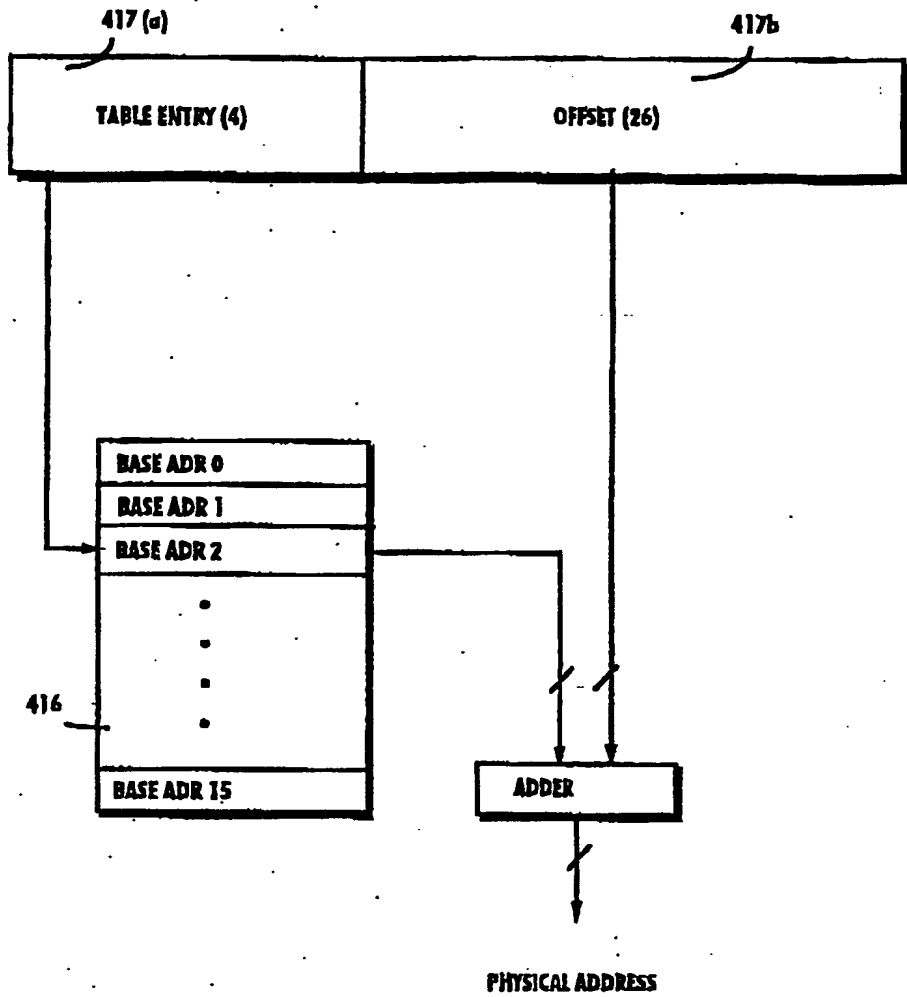 417 (a)
417b
TABLE ENTRY (4)
OFFSET (26)
BASE ADR 0
BASE ADR 1
BASE ADR 2
416
BASE ADR 15
ADDER
PHYSICAL ADDRESS